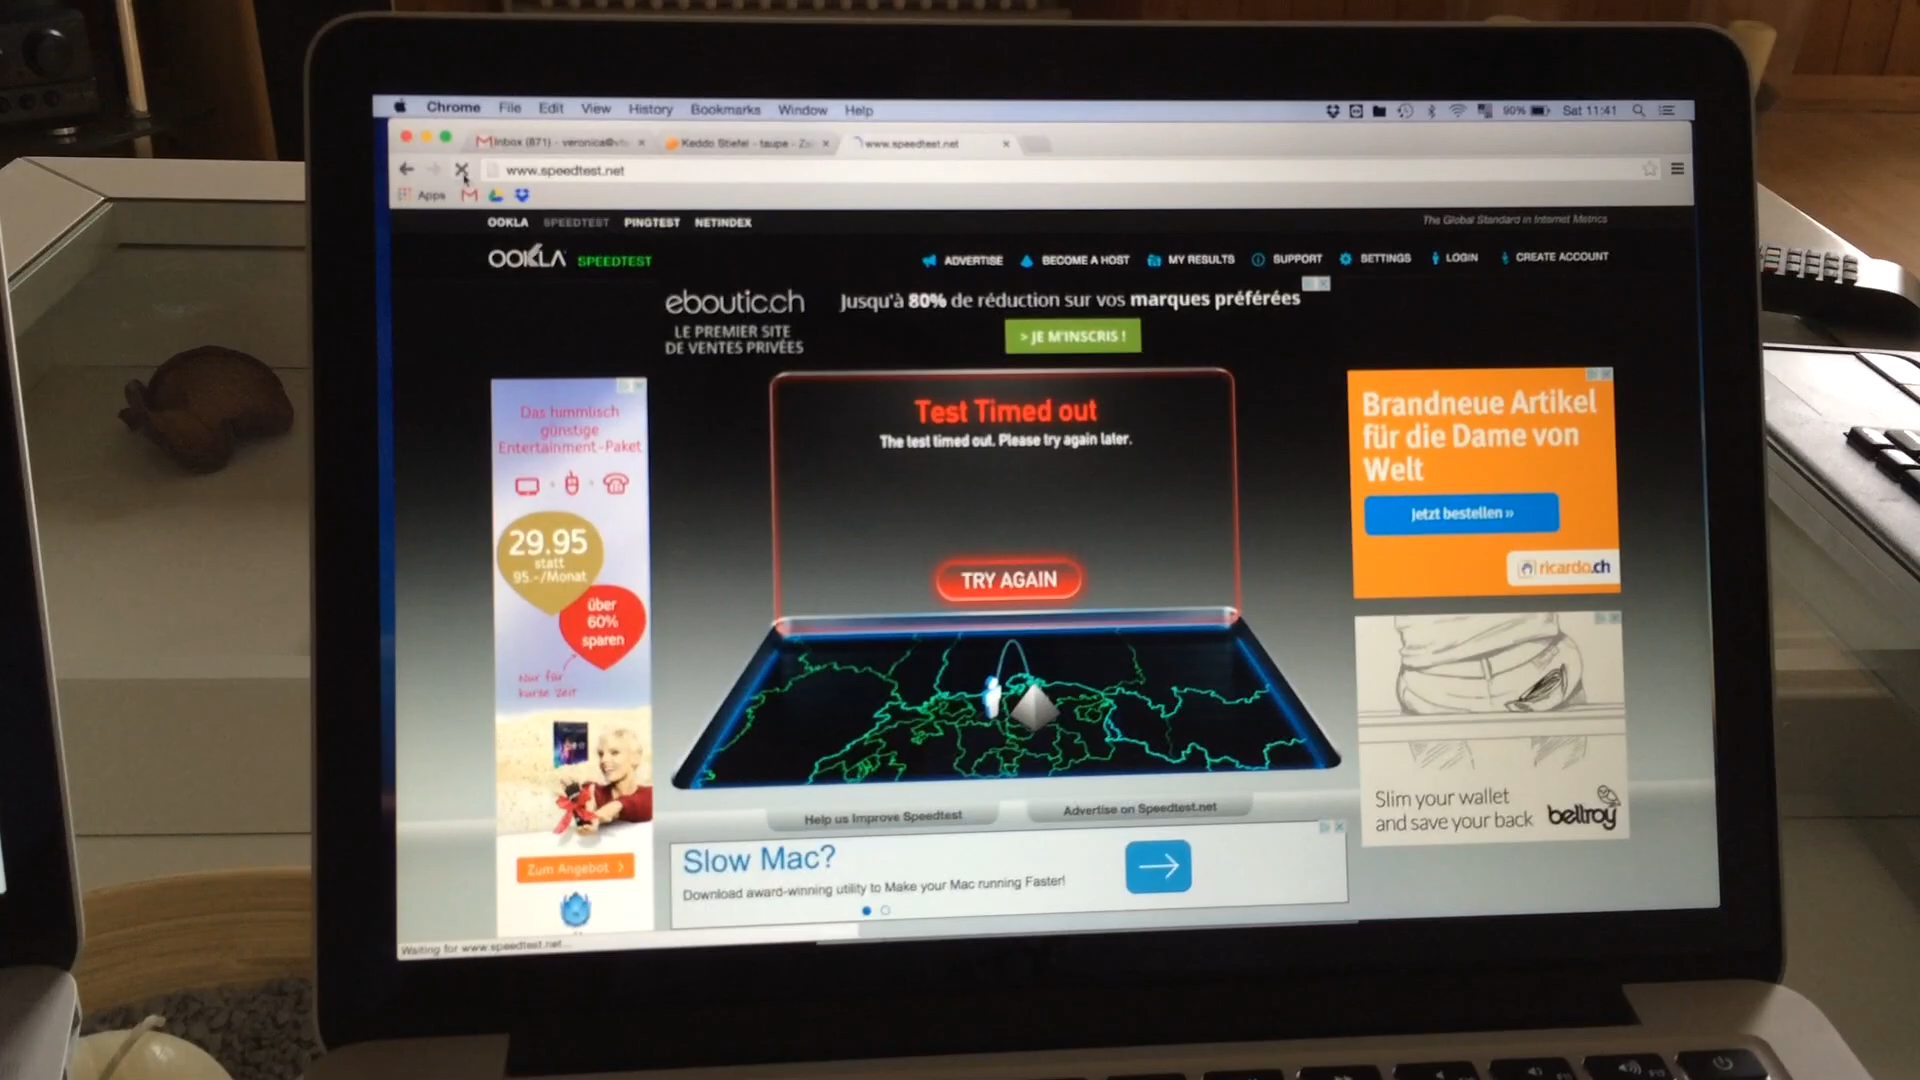 Chrome File Edit View History Bookmarks Window Help
90% Sat 11:41
Inbox (871) - veronica@
Keddo Stiefel - taupe - Za
www.speedtest.net
www.speedtest.net
Apps
OOKLA SPEEDTEST PINGTEST NETINDEX
The Global Standard in Internet Metrics
OOKLA SPEEDTEST
ADVERTISE BECOME A HOST MY RESULTS SUPPORT SETTINGS LOGIN CREATE ACCOUNT
eboutic.ch
LE PREMIER SITE
DE VENTES PRIVÉES
Jusqu'à 80% de réduction sur vos marques préférées
> JE M'INSCRIS !
Das himmlisch
günstige
Entertainment-Paket
29.95
statt
95.-/Monat
über
60%
sparen
Nur für
kurze Zeit
Zum Angebot >
Test Timed out
The test timed out. Please try again later.
TRY AGAIN
Brandneue Artikel
für die Dame von
Welt
Jetzt bestellen »
ricardo.ch
Slim your wallet
and save your back
bellroy
Help us Improve Speedtest
Advertise on Speedtest.net
Slow Mac?
Download award-winning utility to Make your Mac running Faster!
Waiting for www.speedtest.net...